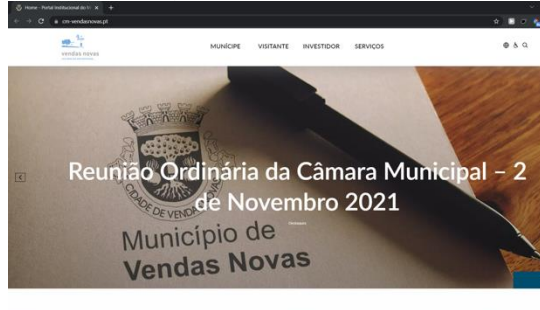 Home - Portal Institucional do M
cm-vendasnovas.pt
vendas novas
MUNÍCIPE VISITANTE INVESTIDOR SERVIÇOS
Reunião Ordinária da Câmara Municipal – 2
de Novembro 2021
CIDADE DE VENDAS NOVAS
Município de
Vendas Novas